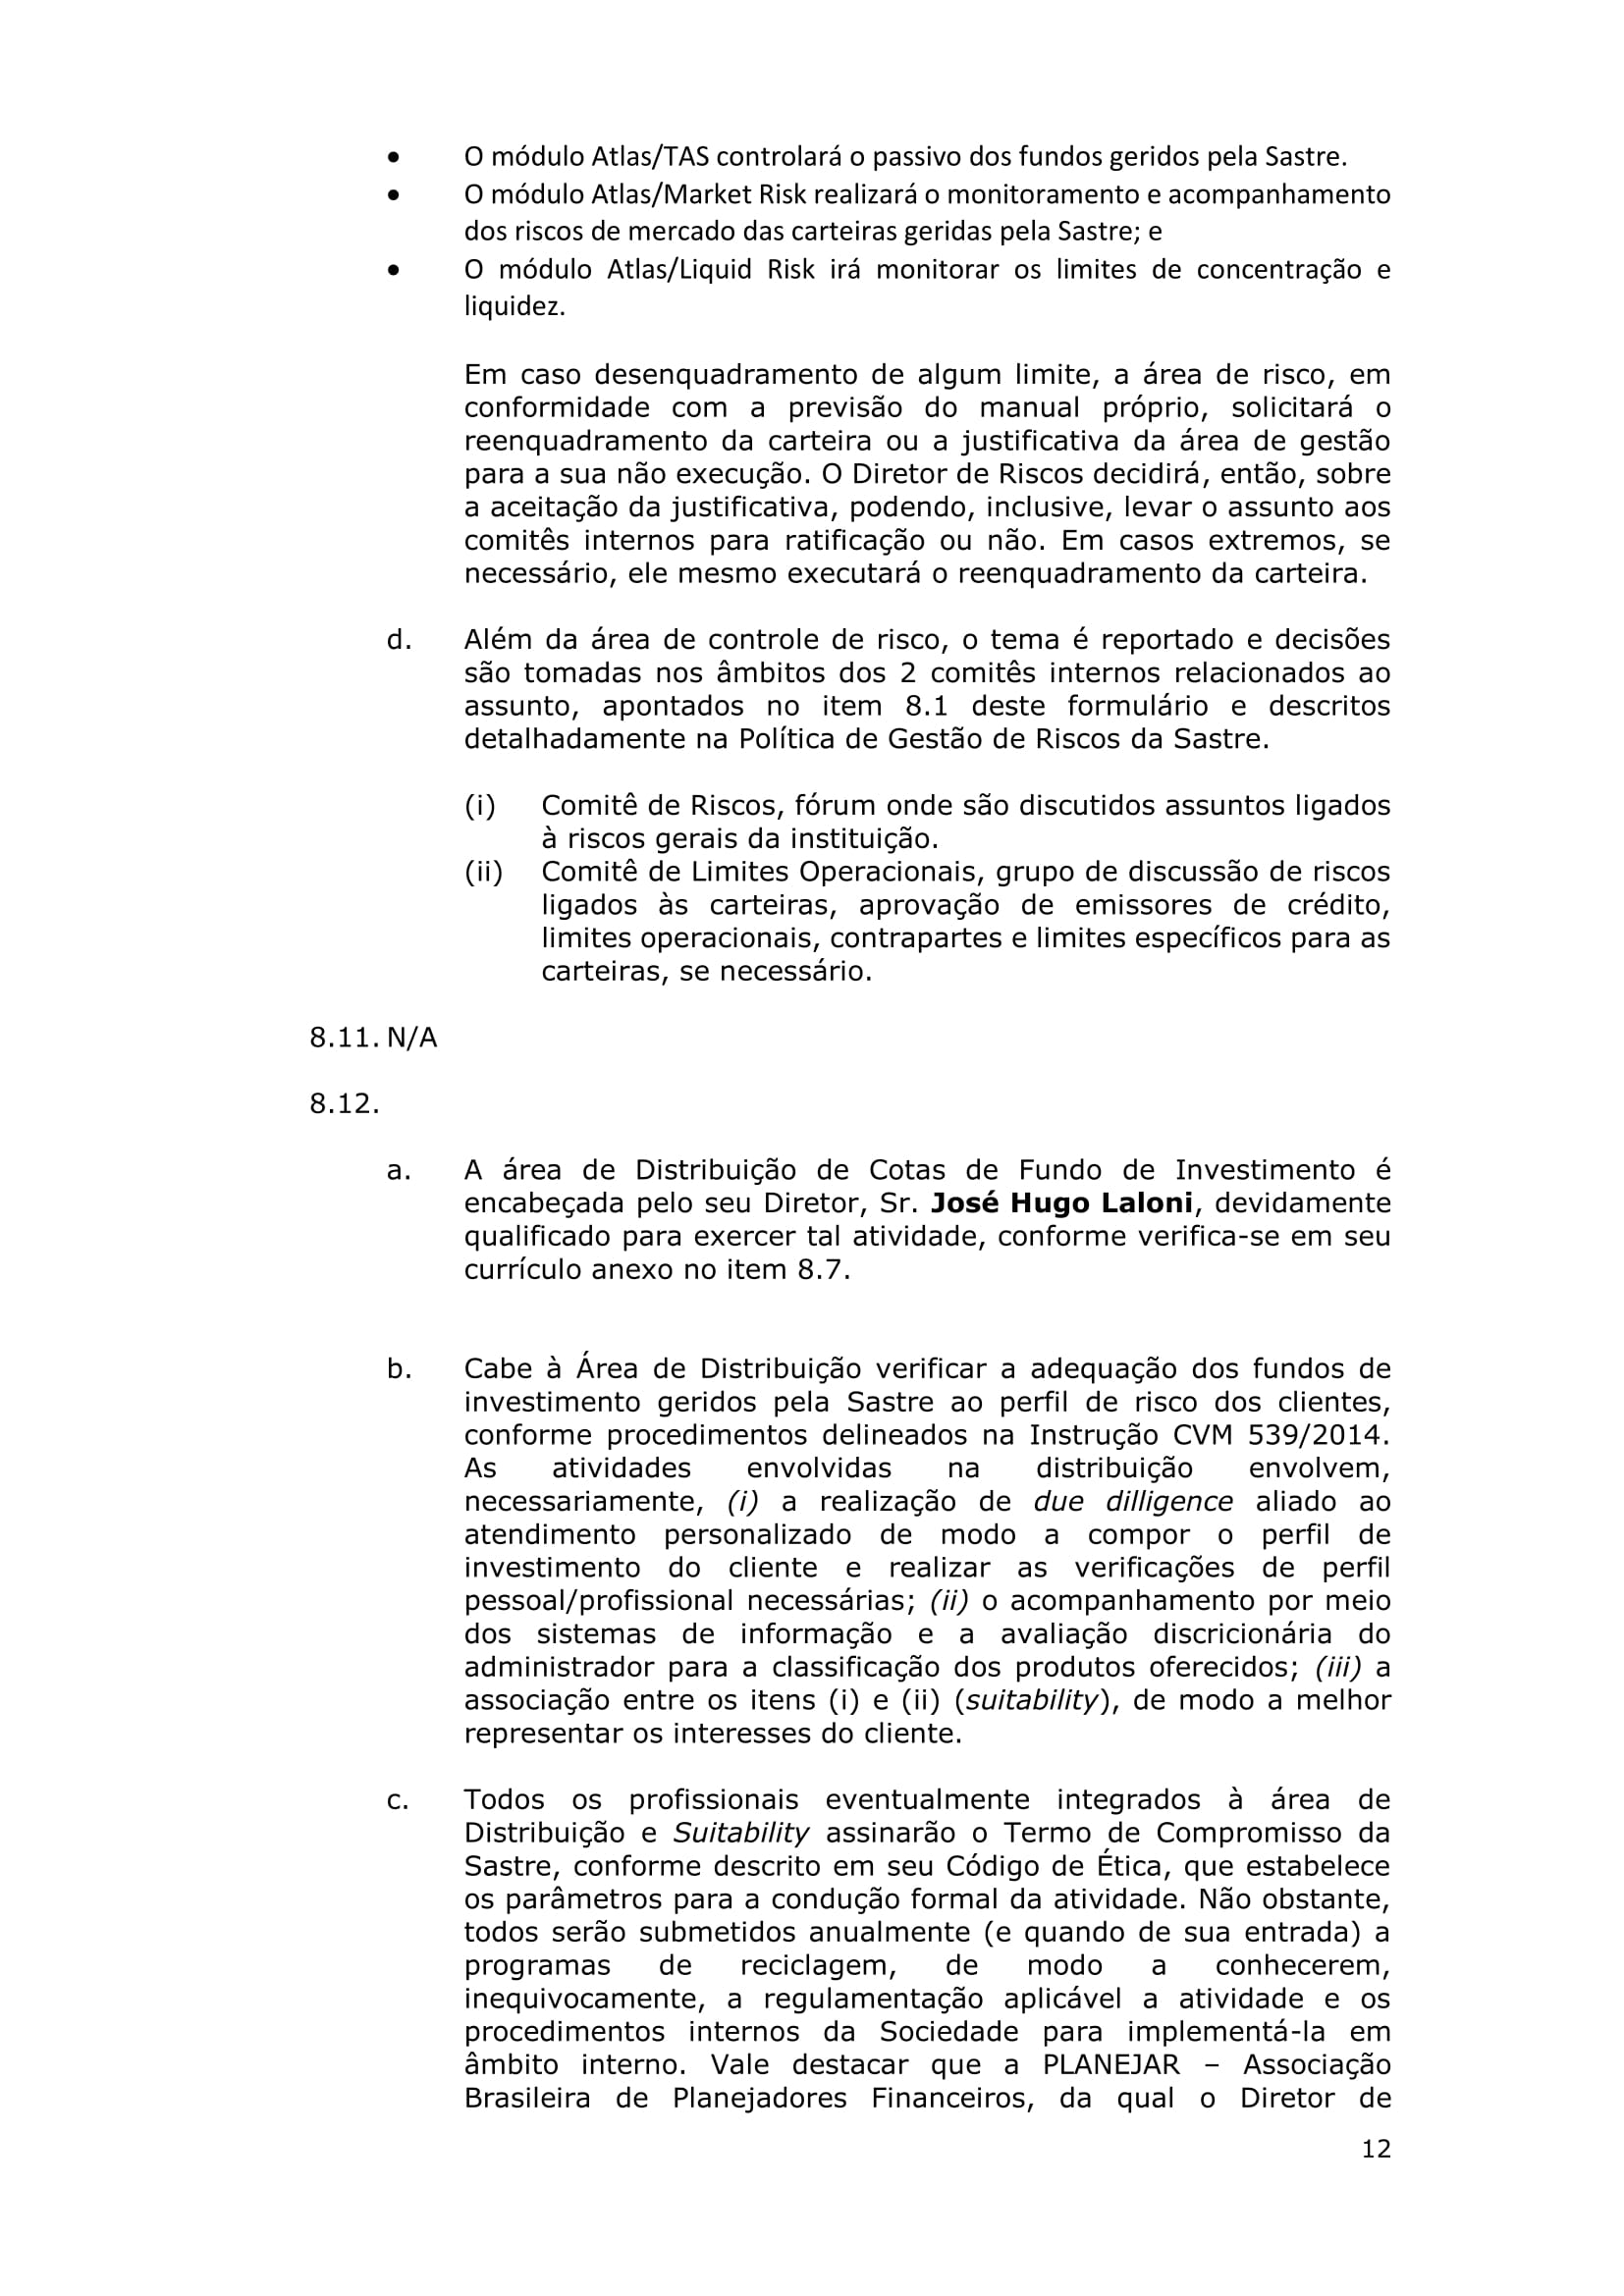 • O módulo Atlas/TAS controlará o passivo dos fundos geridos pela Sastre.
• O módulo Atlas/Market Risk realizará o monitoramento e acompanhamento
dos riscos de mercado das carteiras geridas pela Sastre; e
• O módulo Atlas/Liquid Risk irá monitorar os limites de concentração e
liquidez.
Em caso desenquadramento de algum limite, a área de risco, em
conformidade com a previsão do manual próprio, solicitará o
reenquadramento da carteira ou a justificativa da área de gestão
para a sua não execução. O Diretor de Riscos decidirá, então, sobre
a aceitação da justificativa, podendo, inclusive, levar o assunto aos
comitês internos para ratificação ou não. Em casos extremos, se
necessário, ele mesmo executará o reenquadramento da carteira.
d. Além da área de controle de risco, o tema é reportado e decisões
são tomadas nos âmbitos dos 2 comitês internos relacionados ao
assunto, apontados no item 8.1 deste formulário e descritos
detalhadamente na Política de Gestão de Riscos da Sastre.
(i) Comitê de Riscos, fórum onde são discutidos assuntos ligados
à riscos gerais da instituição.
(ii) Comitê de Limites Operacionais, grupo de discussão de riscos
ligados às carteiras, aprovação de emissores de crédito,
limites operacionais, contrapartes e limites específicos para as
carteiras, se necessário.
8.11. N/A
8.12.
a. A área de Distribuição de Cotas de Fundo de Investimento é
encabeçada pelo seu Diretor, Sr. José Hugo Laloni, devidamente
qualificado para exercer tal atividade, conforme verifica-se em seu
currículo anexo no item 8.7.
b. Cabe à Área de Distribuição verificar a adequação dos fundos de
investimento geridos pela Sastre ao perfil de risco dos clientes,
conforme procedimentos delineados na Instrução CVM 539/2014.
As atividades envolvidas na distribuição envolvem,
necessariamente, (i) a realização de due dilligence aliado ao
atendimento personalizado de modo a compor o perfil de
investimento do cliente e realizar as verificações de perfil
pessoal/profissional necessárias; (ii) o acompanhamento por meio
dos sistemas de informação e a avaliação discricionária do
administrador para a classificação dos produtos oferecidos; (iii) a
associação entre os itens (i) e (ii) (suitability), de modo a melhor
representar os interesses do cliente.
c. Todos os profissionais eventualmente integrados à área de
Distribuição e Suitability assinarão o Termo de Compromisso da
Sastre, conforme descrito em seu Código de Ética, que estabelece
os parâmetros para a condução formal da atividade. Não obstante,
todos serão submetidos anualmente (e quando de sua entrada) a
programas de reciclagem, de modo a conhecerem,
inequivocamente, a regulamentação aplicável a atividade e os
procedimentos internos da Sociedade para implementá-la em
âmbito interno. Vale destacar que a PLANEJAR – Associação
Brasileira de Planejadores Financeiros, da qual o Diretor de
12